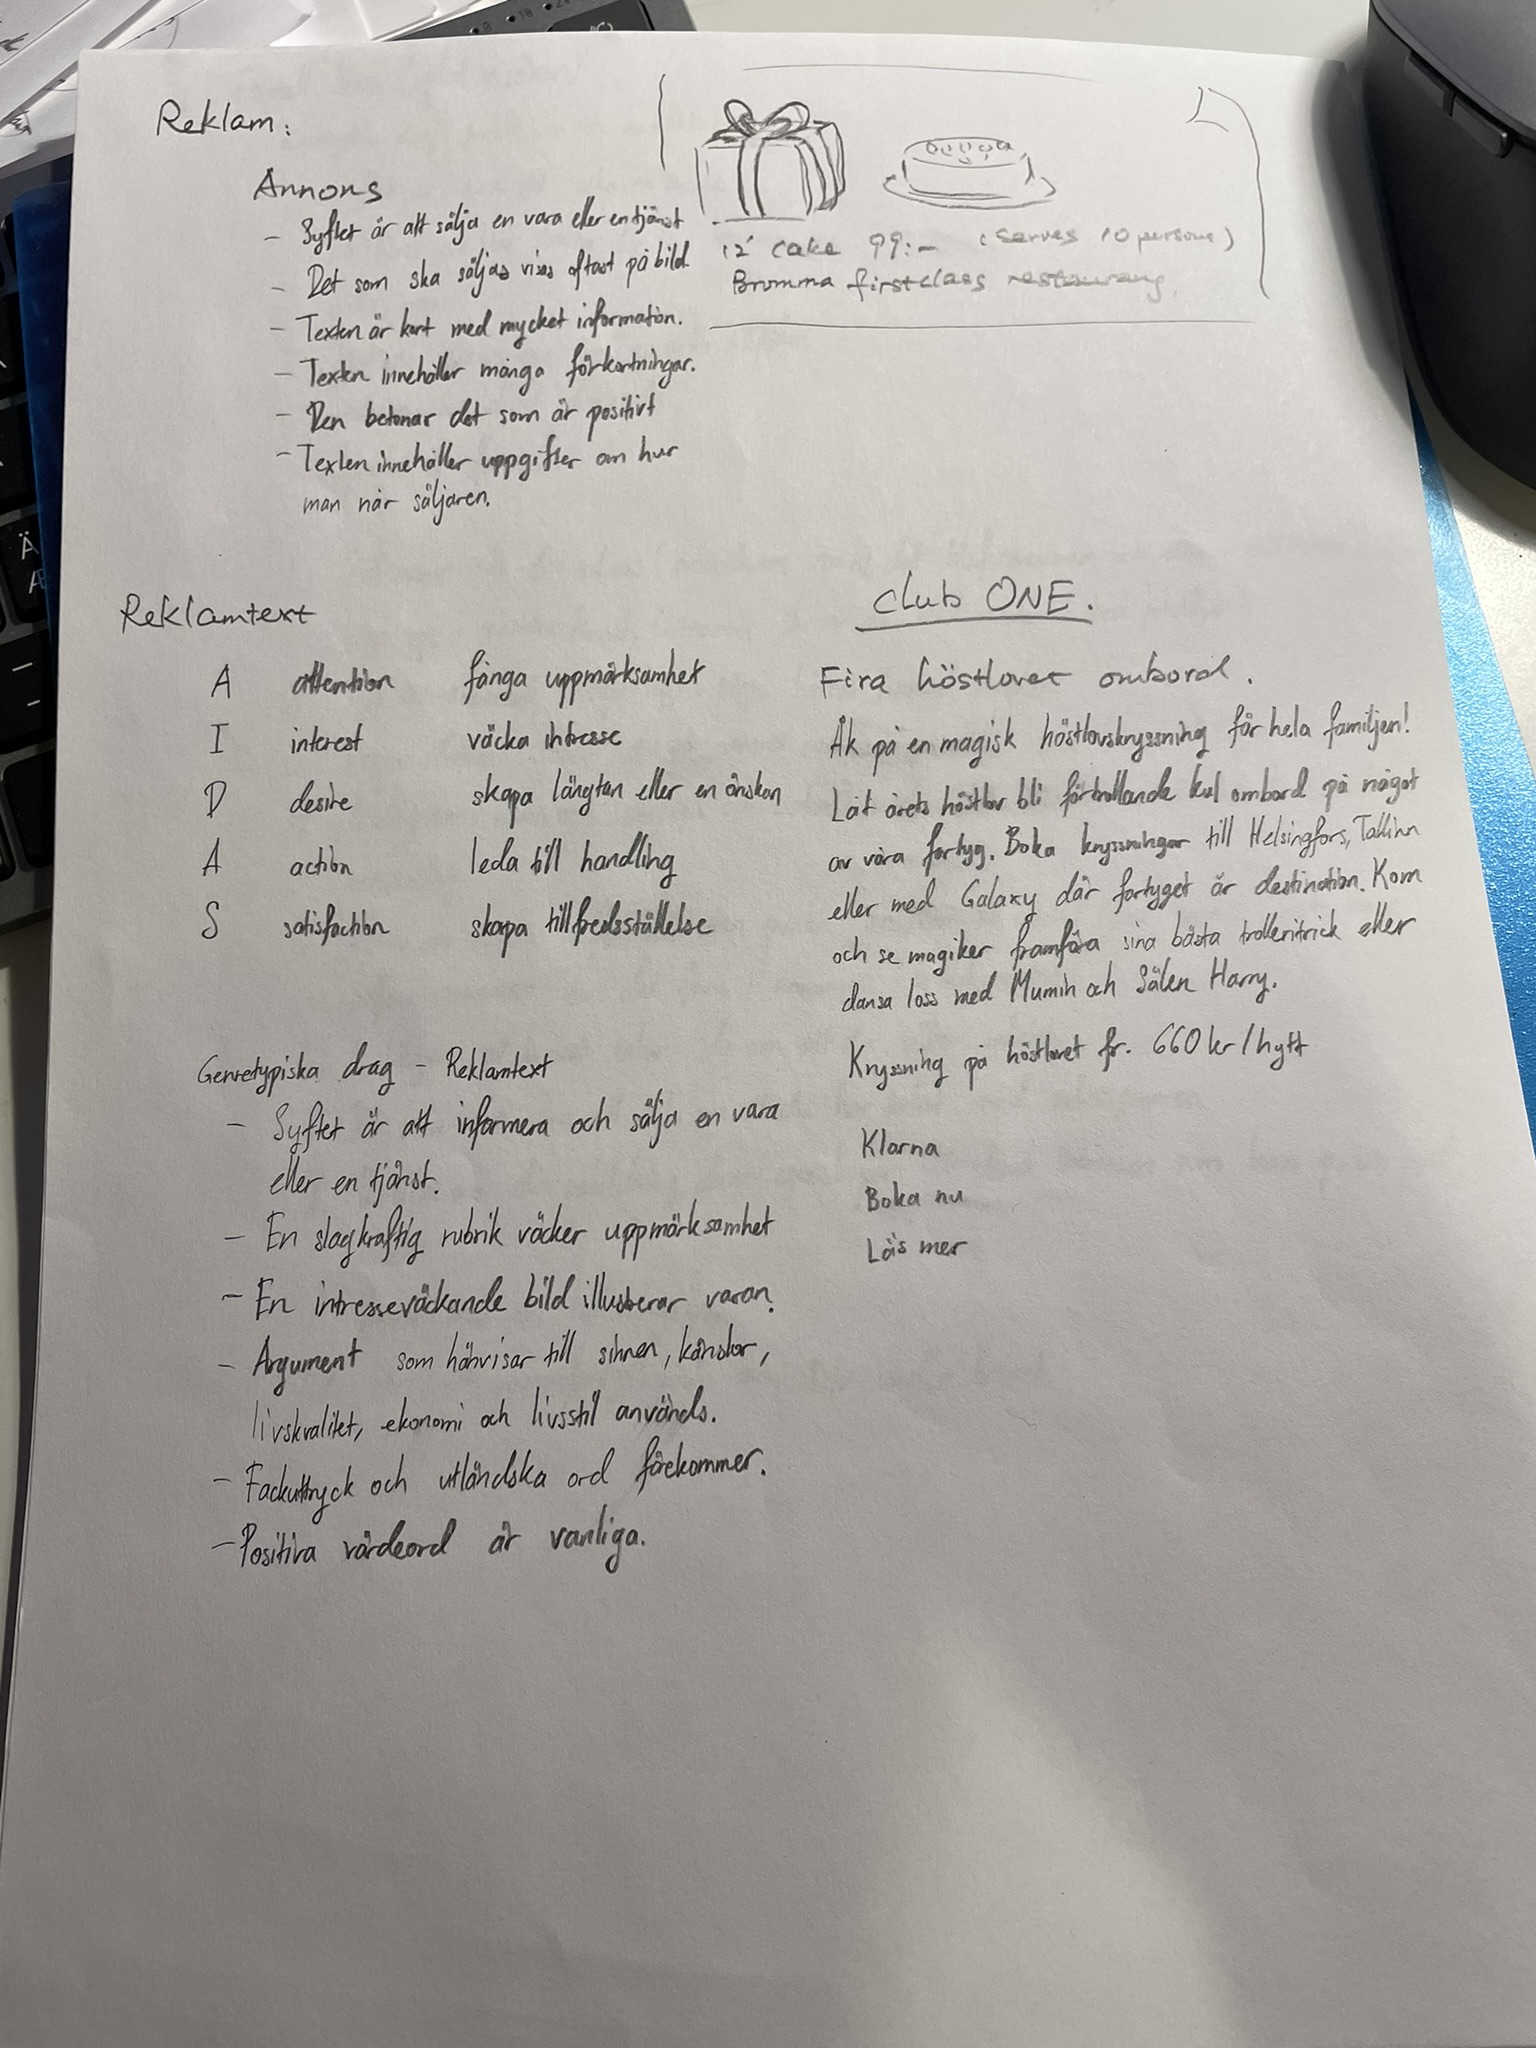 Reklam:
Annons
- Syftet är att sälja en vara eller en tjänst
- Det som ska säljas visas oftast på bild
- Texten är kort med mycket information.
- Texten innehåller många förkortningar.
- Den betonar det som är positivt
- Texten innehåller uppgifter om hur
man når säljaren.
12" cake 99:- (serves 10 persons)
Bromma firstclass restaurang.
Reklamtext
A attention fånga uppmärksamhet
I interest väcka intresse
D desire skapa längtan eller en önskan
A action leda till handling
S satisfaction skapa tillfredsställelse
Genretypiska drag - Reklamtext
- Syftet är att informera och sälja en vara
eller en tjänst.
- En slagkraftig rubrik väcker uppmärksamhet
- En intresseväckande bild illustrerar varan.
- Argument som hänvisar till sinnen, känslor,
livskvalitet, ekonomi och livsstil används.
- Fackuttryck och utländska ord förekommer.
- Positiva värdeord är vanliga.
Club ONE.
Fira höstlovet ombord.
Åk på en magisk höstlovskryssning för hela familjen!
Låt årets höstlov bli förtrollande kul ombord på något
av våra fartyg. Boka kryssningar till Helsingfors, Tallinn
eller med Galaxy där fartyget är destination. Kom
och se magiker framföra sina bästa trolleritrick eller
dansa loss med Mumin och Sälen Harry.
Kryssning på höstlovet fr. 660 kr/hytt
Klarna
Boka nu
Läs mer